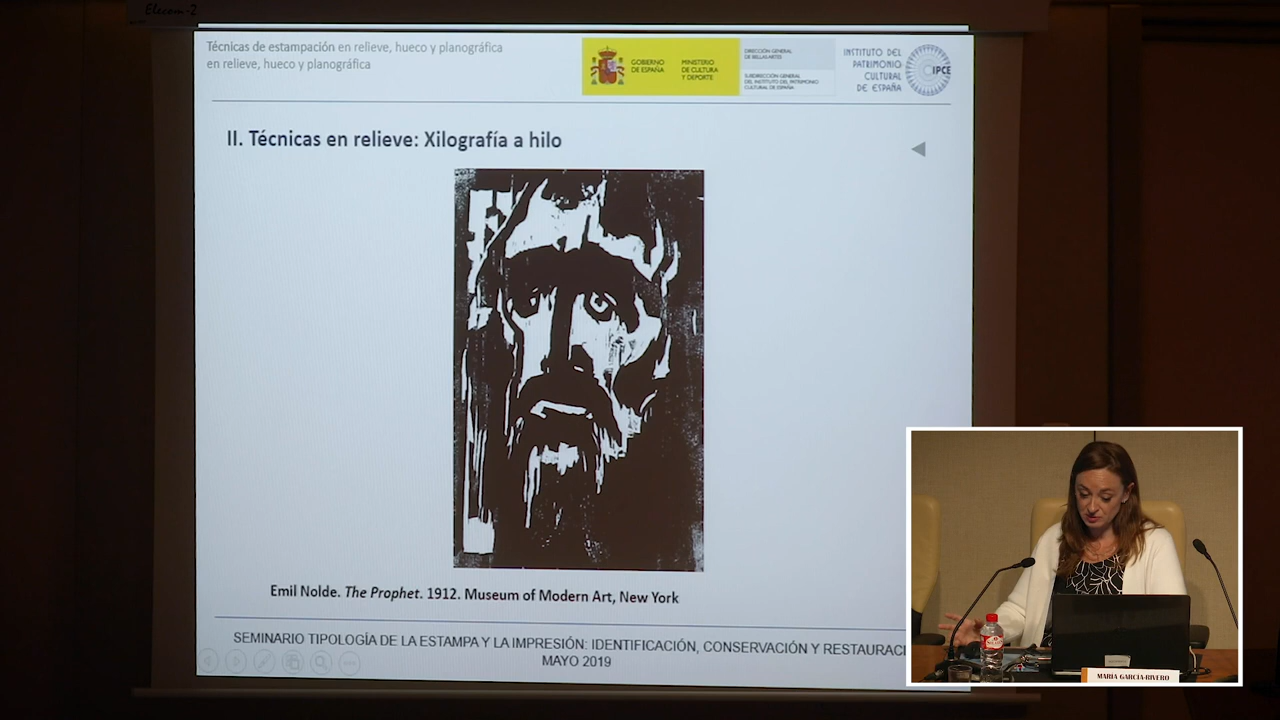 Elecom-2
Técnicas de estampación en relieve, hueco y planográfica
en relieve, hueco y planográfica
GOBIERNO
DE ESPAÑA
MINISTERIO
DE CULTURA
Y DEPORTE
DIRECCIÓN GENERAL
DE BELLAS ARTES
SUBDIRECCIÓN GENERAL
DEL INSTITUTO DEL PATRIMONIO
CULTURAL DE ESPAÑA
INSTITUTO DEL
PATRIMONIO
CULTURAL
DE ESPAÑA
IPCE
II. Técnicas en relieve: Xilografía a hilo
Emil Nolde. The Prophet. 1912. Museum of Modern Art, New York
SEMINARIO TIPOLOGÍA DE LA ESTAMPA Y LA IMPRESIÓN: IDENTIFICACIÓN, CONSERVACIÓN Y RESTAURACI
MAYO 2019
MARÍA GARCÍA-RIVERO